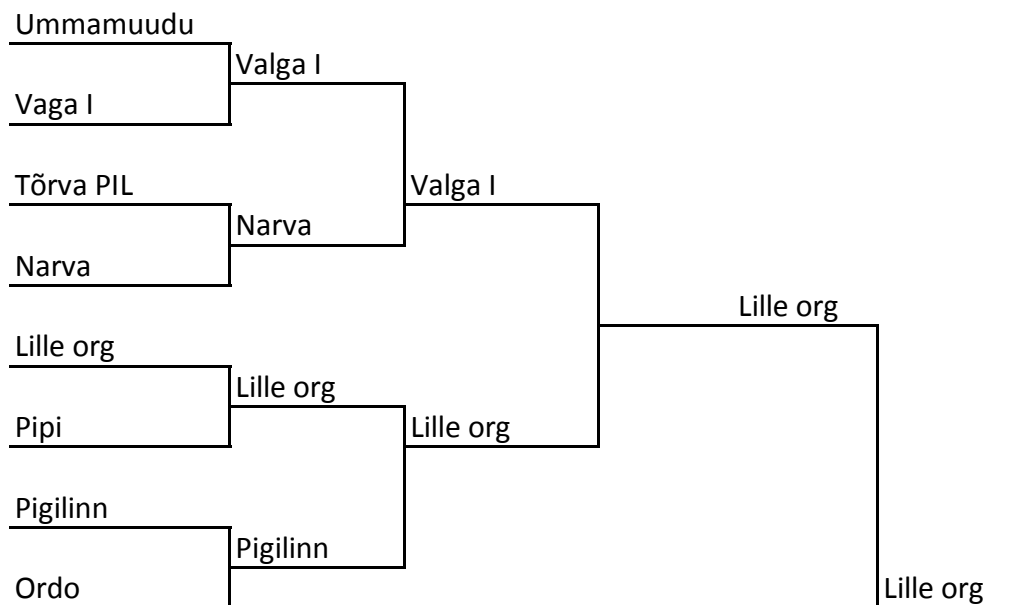 Ummamuudu
Valga I
Vaga I
Tõrva PIL
Valga I
Narva
Narva
Lille org
Lille org
Lille org
Pipi
Lille org
Pigilinn
Pigilinn
Ordo
Lille org